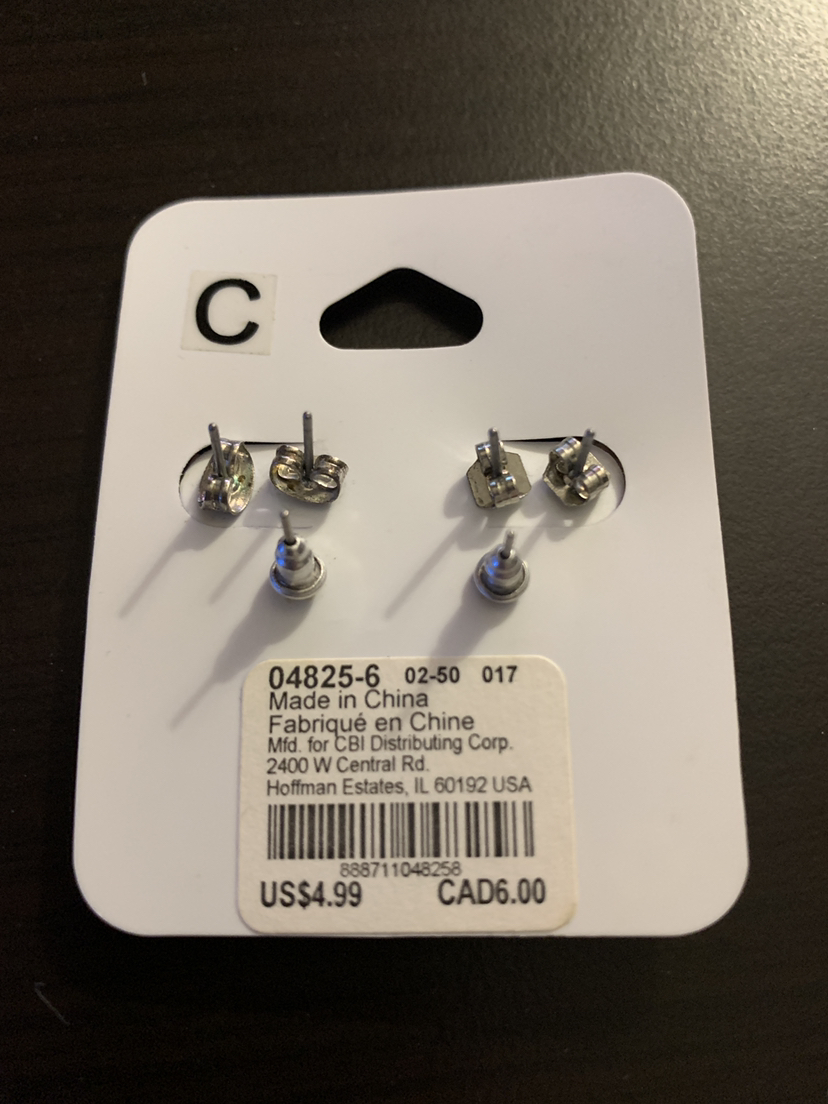 C
04825-6 02-50 017
Made in China
Fabriqué en Chine
Mfd. for CBI Distributing Corp.
2400 W Central Rd.
Hoffman Estates, IL 60192 USA
888711048258
US$4.99 CAD6.00